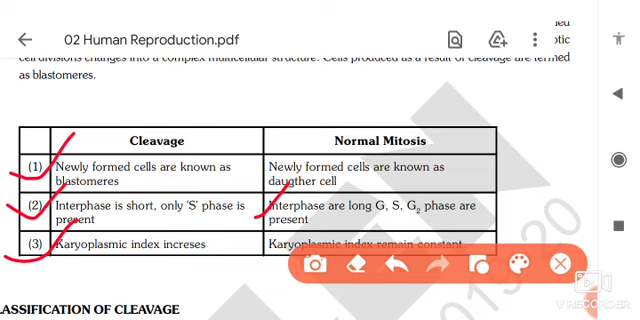 02 Human Reproduction.pdf
cell divisions changes into a complex multicellular structure. Cells produced as a result of cleavage are termed
as blastomeres.
Cleavage
Normal Mitosis
(1) Newly formed cells are known as blastomeres
Newly formed cells are known as daugther cell
(2) Interphase is short, only 'S' phase is present
Interphase are long G, S, G₂ phase are present
(3) Karyoplasmic index increses
Karyoplasmic index remain constant.
LASSIFICATION OF CLEAVAGE
2019-20
V RECORDER